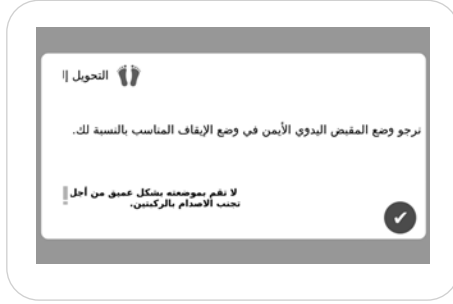 التحويل إلـ
نرجو وضع المقبض اليدوي الأيمن في وضع الإيقاف المناسب بالنسبة لك.
لا تقم بموضعته بشكل عميق من أجل
تجنب الاصدام بالركبتين.